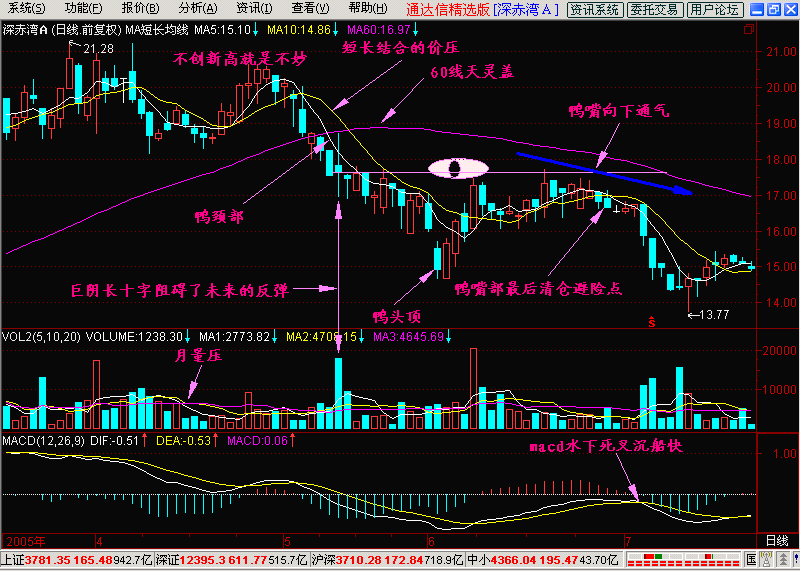 系统(S) 功能(F) 报价(B) 分析(A) 资讯(I) 查看(V) 帮助(H) 通达信精选版 [深赤湾A] 资讯系统 委托交易 用户论坛
深赤湾A (日线.前复权) MA短长均线 MA5:15.10↓ MA10:14.86↓ MA60:16.97↓
21.28
不创新高就是不炒
短长结合的价压
60线天灵盖
鸭嘴向下通气
21.00
20.00
19.00
18.00
17.00
16.00
15.00
14.00
鸭颈部
巨阴长十字阻碍了未来的反弹
鸭嘴部最后清仓避险点
鸭头顶
13.77
$
VOL2(5,10,20) VOLUME:1238.30↓ MA1:2773.82↓ MA2:4708.15↓ MA3:4645.69↓
月量压
20000
10000
MACD(12,26,9) DIF:-0.51↑ DEA:-0.53↑ MACD:0.06↑
macd水下死叉沉船快
1.00
2005年 4 5 6 7 日线
上证3781.35 165.48 942.7亿 深证12395.3 611.77 515.7亿 沪深3710.28 172.84 718.9亿 中小4366.04 195.47 43.70亿 国